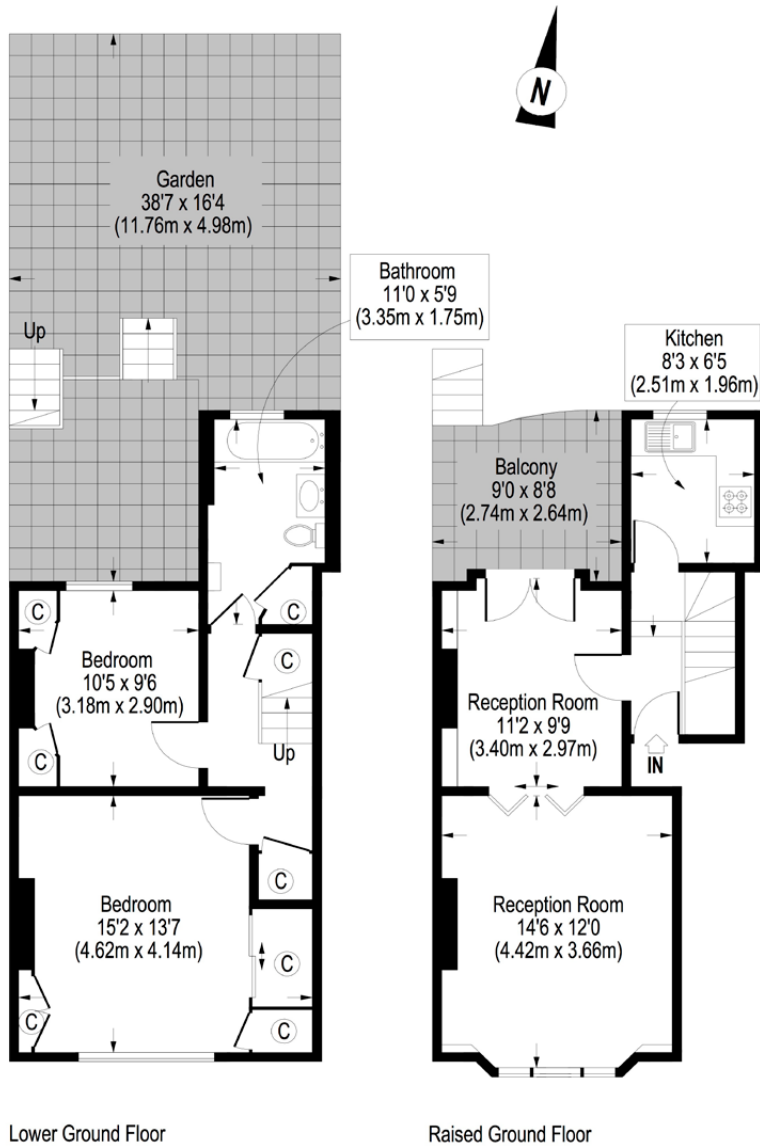 N
Garden
38'7 x 16'4
(11.76m x 4.98m)
Bathroom
11'0 x 5'9
(3.35m x 1.75m)
Up
C
C
Bedroom
10'5 x 9'6
(3.18m x 2.90m)
C
C
Up
C
Bedroom
15'2 x 13'7
(4.62m x 4.14m)
C
C
C
Lower Ground Floor
Kitchen
8'3 x 6'5
(2.51m x 1.96m)
Balcony
9'0 x 8'8
(2.74m x 2.64m)
Reception Room
11'2 x 9'9
(3.40m x 2.97m)
IN
Reception Room
14'6 x 12'0
(4.42m x 3.66m)
Raised Ground Floor